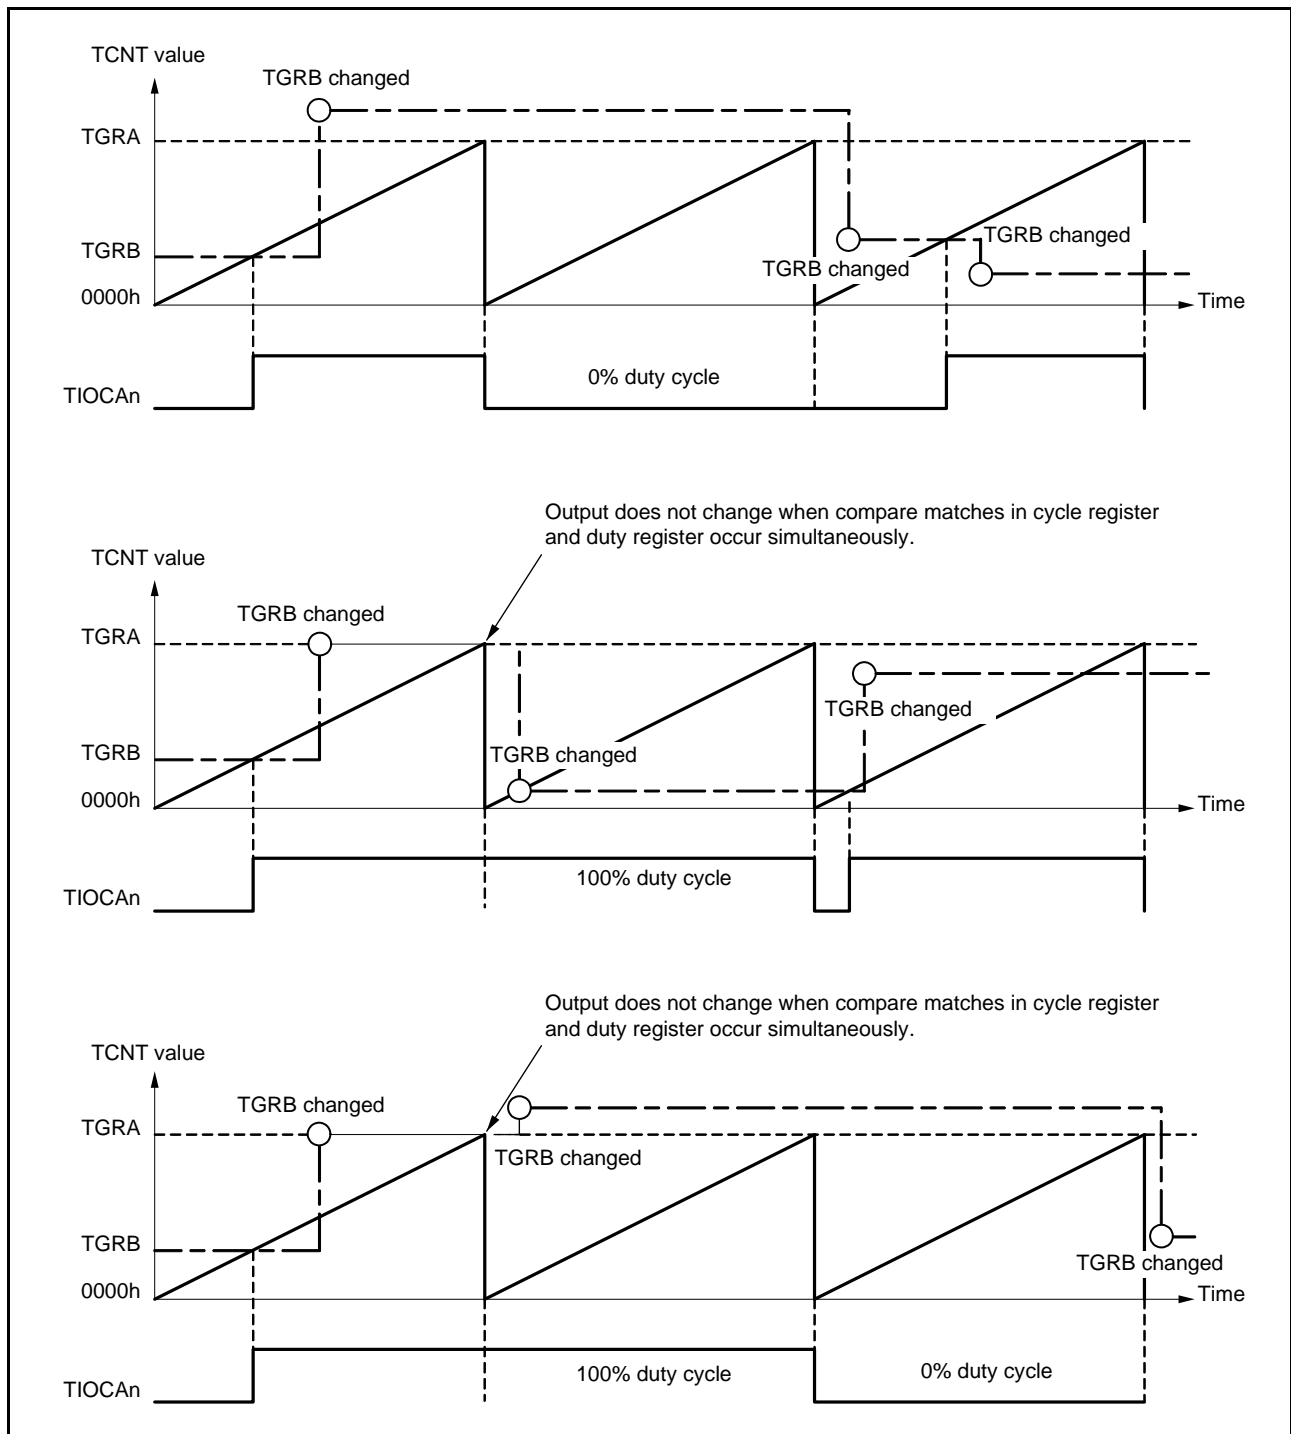 TCNT value
TGRB changed
TGRA
TGRB
TGRB changed
TGRB changed
0000h
Time
0% duty cycle
TIOCAn
Output does not change when compare matches in cycle register
and duty register occur simultaneously.
TCNT value
TGRB changed
TGRA
TGRB changed
TGRB
TGRB changed
0000h
Time
100% duty cycle
TIOCAn
Output does not change when compare matches in cycle register
and duty register occur simultaneously.
TCNT value
TGRB changed
TGRA
TGRB changed
TGRB
TGRB changed
0000h
Time
100% duty cycle
0% duty cycle
TIOCAn